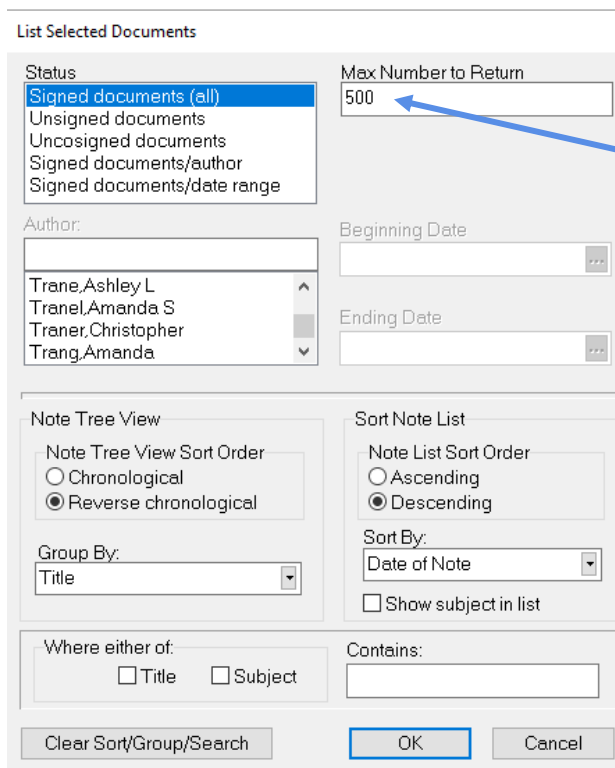 List Selected Documents
Status
Signed documents (all)
Unsigned documents
Uncosigned documents
Signed documents/author
Signed documents/date range
Max Number to Return
500
Author:
Trane,Ashley L
Tranel,Amanda S
Traner,Christopher
Trang,Amanda
Beginning Date
...
Ending Date
...
Note Tree View
Note Tree View Sort Order
Chronological
Reverse chronological
Group By:
Title
Sort Note List
Note List Sort Order
Ascending
Descending
Sort By:
Date of Note
Show subject in list
Where either of:
Title Subject
Contains:
Clear Sort/Group/Search OK Cancel